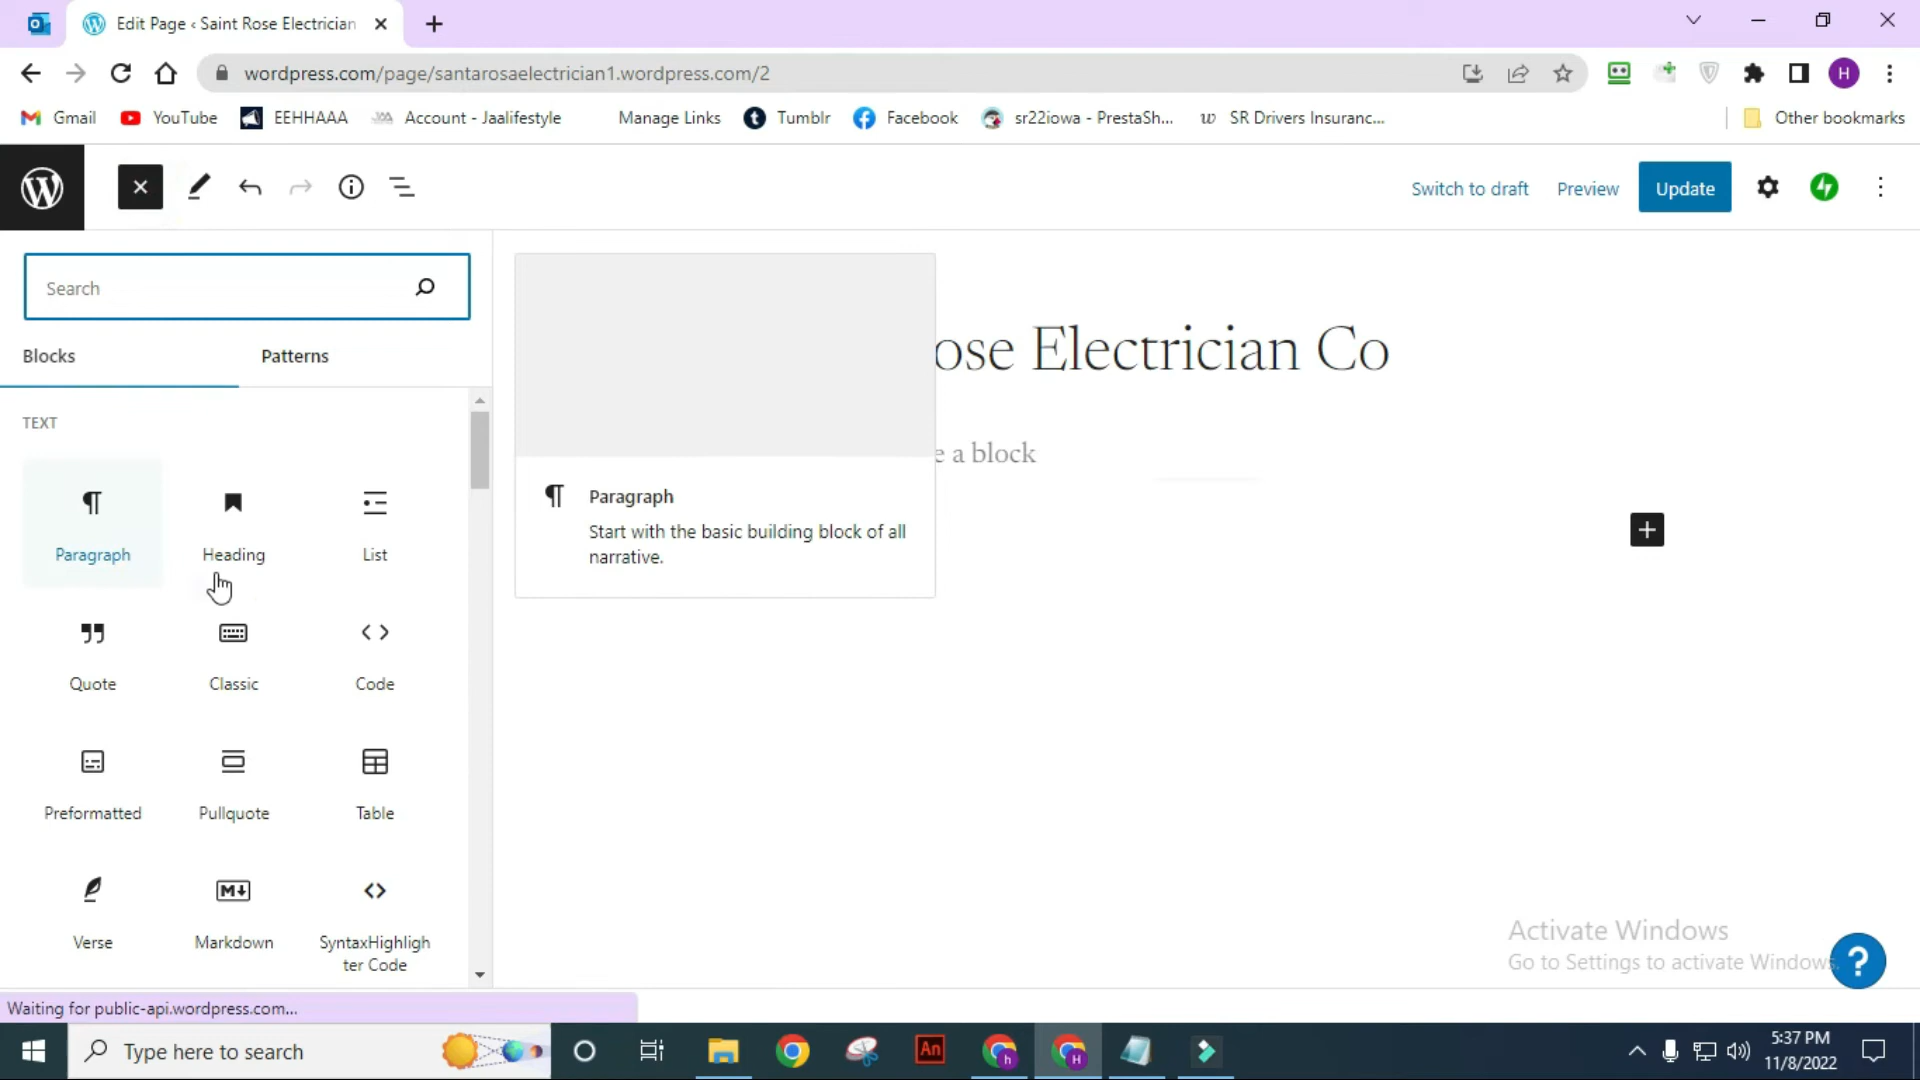 Edit Page ‹ Saint Rose Electrician
wordpress.com/page/santarosaelectrician1.wordpress.com/2
H
Gmail
YouTube
EEHHAAA
Account - Jaalifestyle
Manage Links
Tumblr
Facebook
sr22iowa - PrestaSh...
SR Drivers Insuranc...
Other bookmarks
Switch to draft
Preview
Update
Search
Blocks
Patterns
ose Electrician Co
TEXT
e a block
Paragraph
Start with the basic building block of all
narrative.
Paragraph
Heading
List
Quote
Classic
Code
Preformatted
Pullquote
Table
Verse
Markdown
SyntaxHighligh
ter Code
Activate Windows
Go to Settings to activate Windows.
Waiting for public-api.wordpress.com...
Type here to search
An
h
H
5:37 PM
11/8/2022